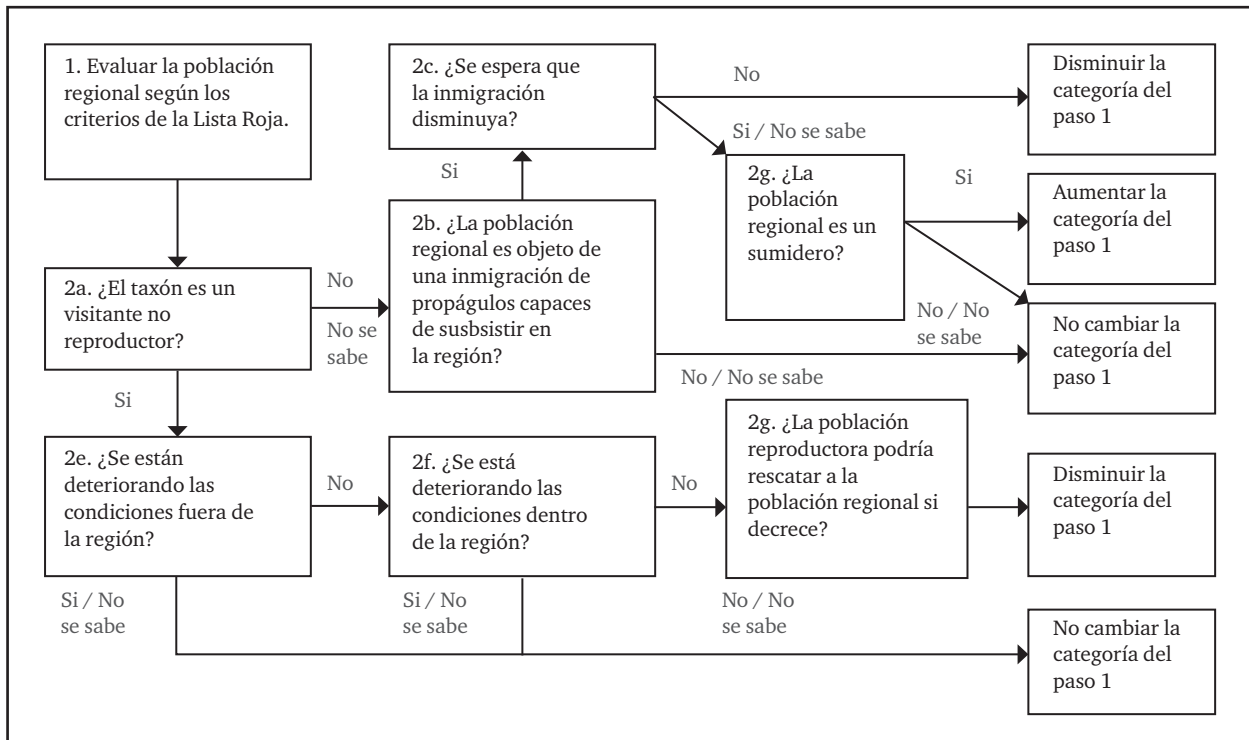 1. Evaluar la población
regional según los
criterios de la Lista Roja.
2c. ¿Se espera que
la inmigración
disminuya?
No
Disminuir la
categoría del
paso 1
Si / No se sabe
Si
2g. ¿La
población
regional es un
sumidero?
Si
Aumentar la
categoría del
paso 1
2a. ¿El taxón es un
visitante no
reproductor?
No
No se
sabe
2b. ¿La población
regional es objeto de
una inmigración de
propágulos capaces
de susbsistir en
la región?
No / No
se sabe
No / No se sabe
No cambiar la
categoría del
paso 1
Si
2e. ¿Se están
deteriorando las
condiciones fuera de
la región?
No
2f. ¿Se está
deteriorando las
condiciones dentro
de la región?
No
2g. ¿La población
reproductora podría
rescatar a la
población regional si
decrece?
Disminuir la
categoría del
paso 1
Si / No
se sabe
Si / No
se sabe
No / No
se sabe
No cambiar la
categoría del
paso 1